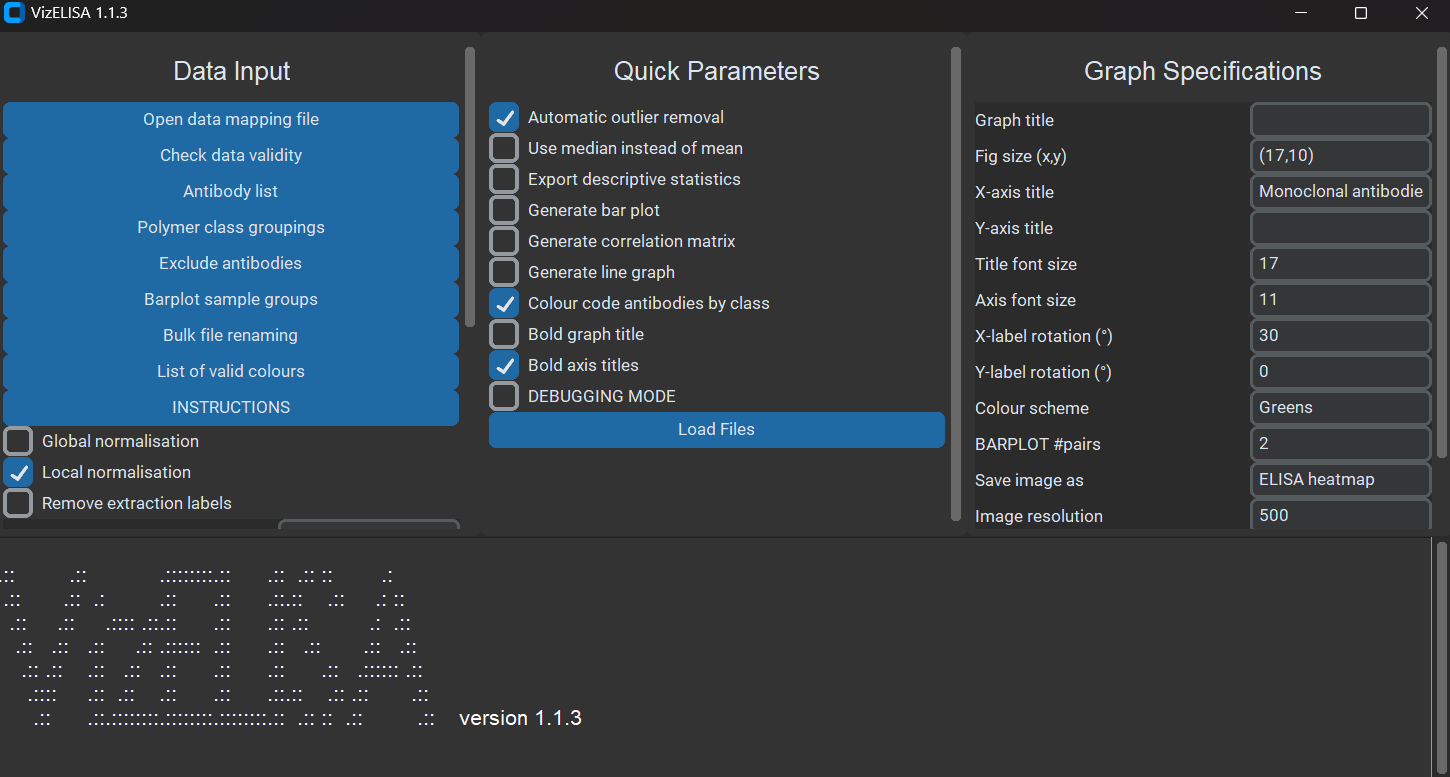 VizELISA 1.1.3
Data Input
Open data mapping file
Check data validity
Antibody list
Polymer class groupings
Exclude antibodies
Barplot sample groups
Bulk file renaming
List of valid colours
INSTRUCTIONS
Global normalisation
Local normalisation
Remove extraction labels
Quick Parameters
Automatic outlier removal
Use median instead of mean
Export descriptive statistics
Generate bar plot
Generate correlation matrix
Generate line graph
Colour code antibodies by class
Bold graph title
Bold axis titles
DEBUGGING MODE
Load Files
Graph Specifications
Graph title
Fig size (x,y) (17,10)
X-axis title Monoclonal antibodie
Y-axis title
Title font size 17
Axis font size 11
X-label rotation (°) 30
Y-label rotation (°) 0
Colour scheme Greens
BARPLOT #pairs 2
Save image as ELISA heatmap
Image resolution 500
version 1.1.3